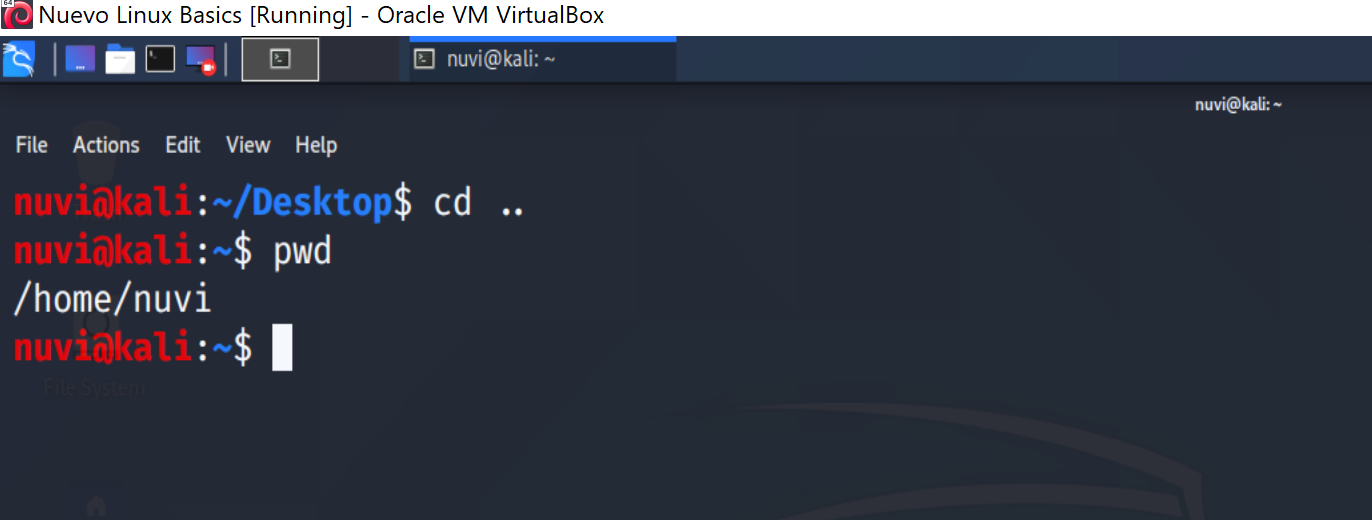 64
Nuevo Linux Basics [Running] - Oracle VM VirtualBox
nuvi@kali: ~
nuvi@kali: ~
File Actions Edit View Help
nuvi@kali:~/Desktop$ cd ..
nuvi@kali:~$ pwd
/home/nuvi
nuvi@kali:~$
File System